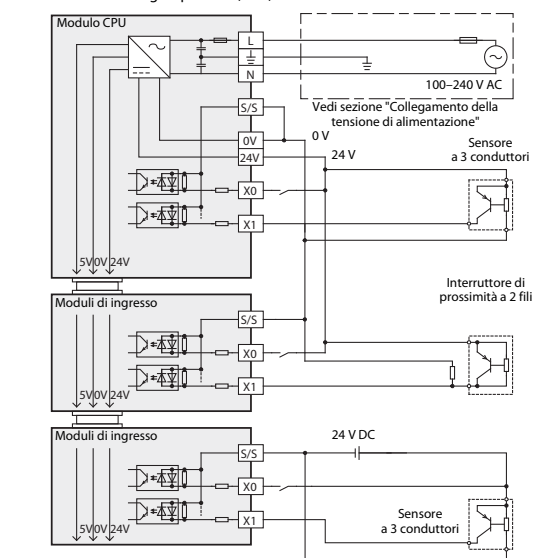 Modulo CPU
L
N
100–240 V AC
S/S
Vedi sezione "Collegamento della
tensione di alimentazione"
0V
0 V
24V
24 V
Sensore
a 3 conduttori
X0
X1
5V 0V 24V
Interruttore di
prossimità a 2 fili
Moduli di ingresso
S/S
X0
X1
5V 0V 24V
Moduli di ingresso
24 V DC
S/S
X0
Sensore
a 3 conduttori
X1
5V 0V 24V